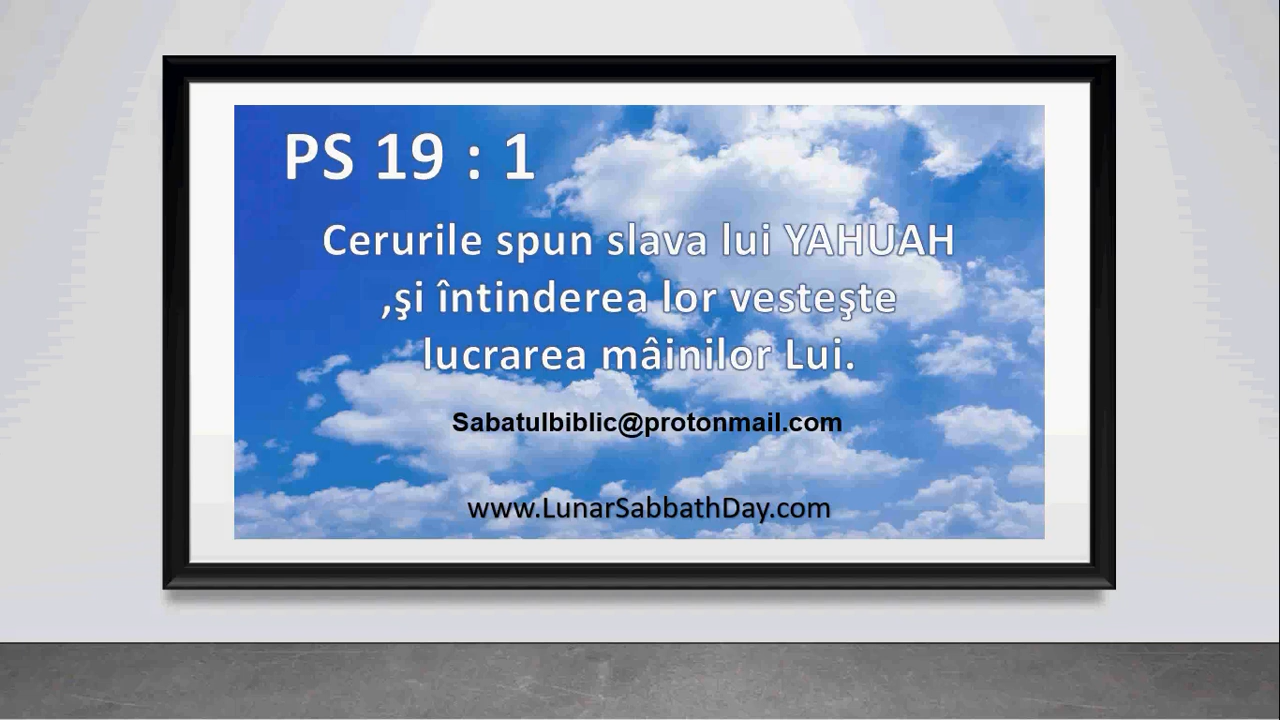 PS 19 : 1
Cerurile spun slava lui YAHUAH
,şi întinderea lor vesteşte
lucrarea mâinilor Lui.
Sabatulbiblic@protonmail.com
www.LunarSabbathDay.com